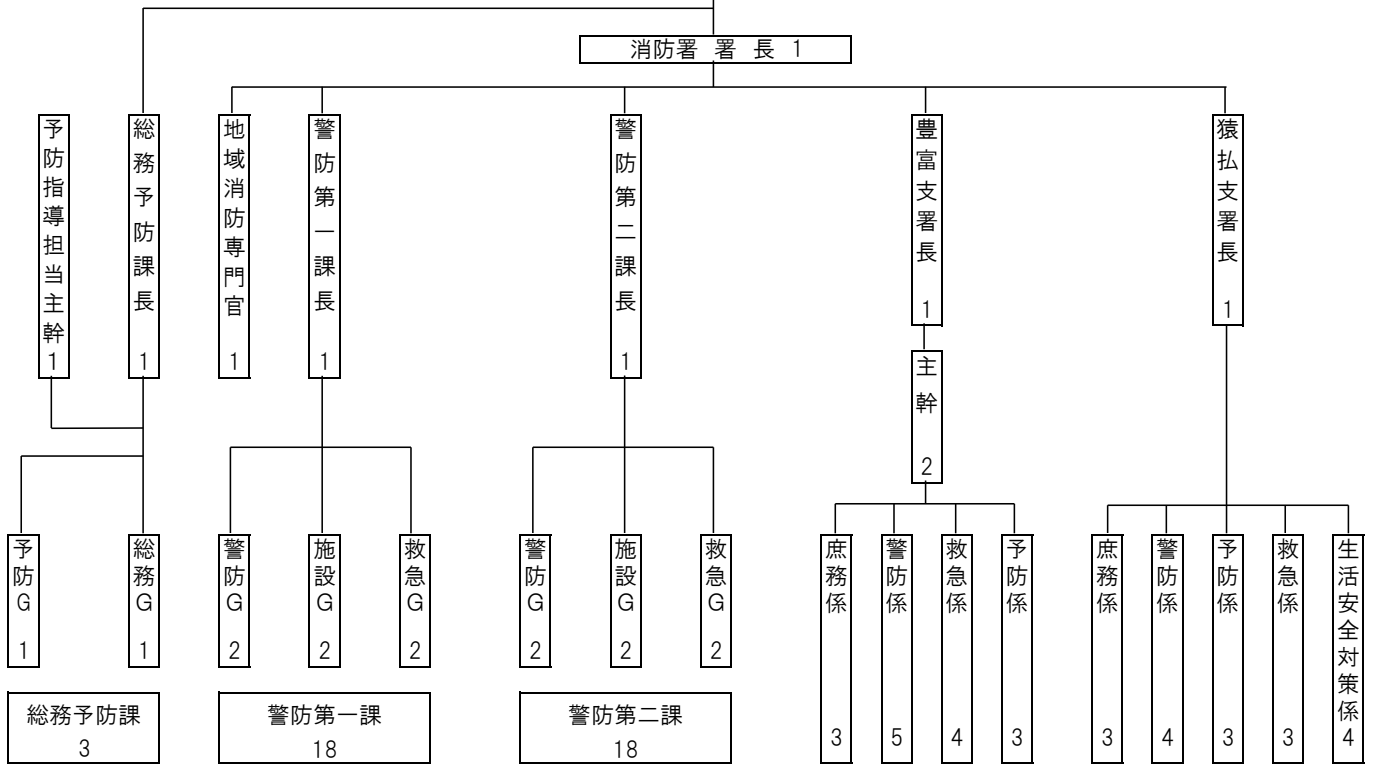 消防署 署 長 1
予防指導担当主幹 1
総務予防課長 1
地域消防専門官 1
警防第一課長 1
警防第二課長 1
豊富支署長 1
猿払支署長 1
主幹 2
予防G 1
総務G 1
警防G 2
施設G 2
救急G 2
警防G 2
施設G 2
救急G 2
庶務係 3
警防係 5
救急係 4
予防係 3
庶務係 3
警防係 4
予防係 3
救急係 3
生活安全対策係 4
総務予防課
3
警防第一課
18
警防第二課
18